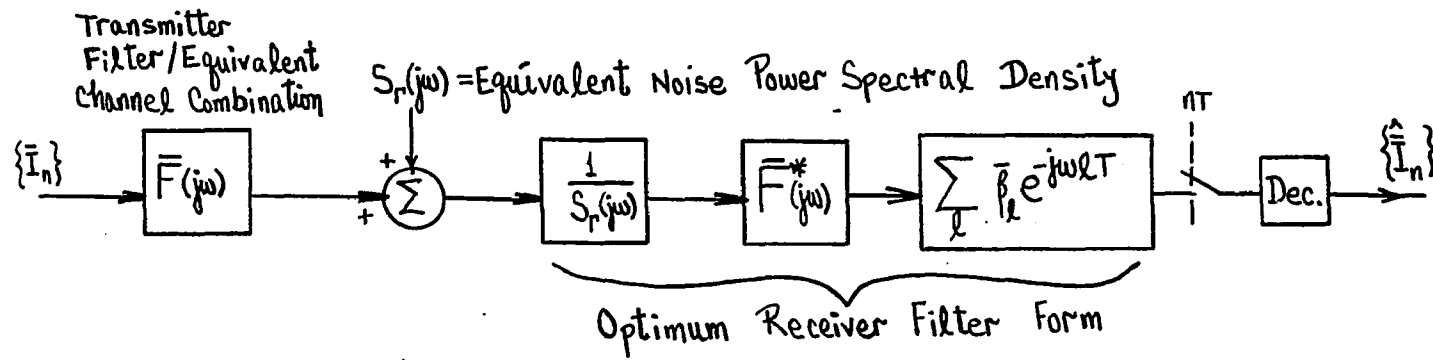 Transmitter
Filter/Equivalent
Channel Combination
S_r(jω) = Equivalent Noise Power Spectral Density
{Ī_n}
F̿(jω)
+
+
Σ
1/S_r(jω)
F̿*(jω)
Σ_ℓ β̄_ℓ e^{-jωℓT}
nT
Dec.
{Ī̂_n}
Optimum Receiver Filter Form